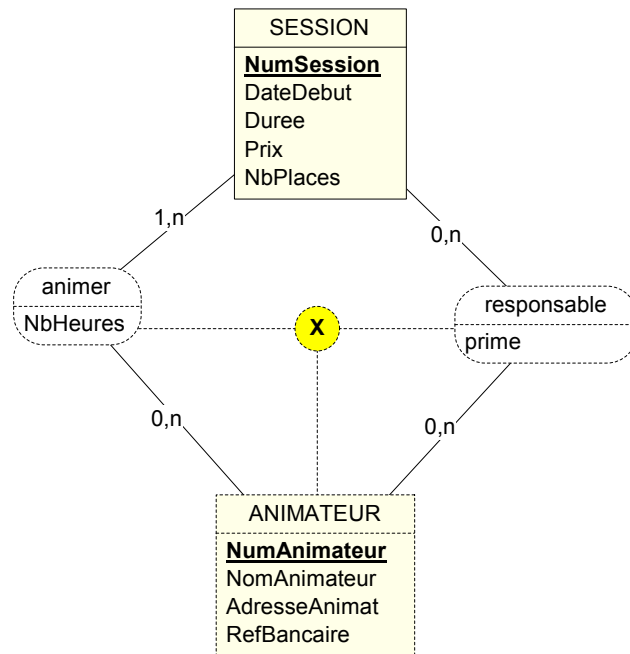 SESSION
NumSession
DateDebut
Duree
Prix
NbPlaces
1,n
0,n
animer
NbHeures
X
responsable
prime
0,n
0,n
ANIMATEUR
NumAnimateur
NomAnimateur
AdresseAnimat
RefBancaire